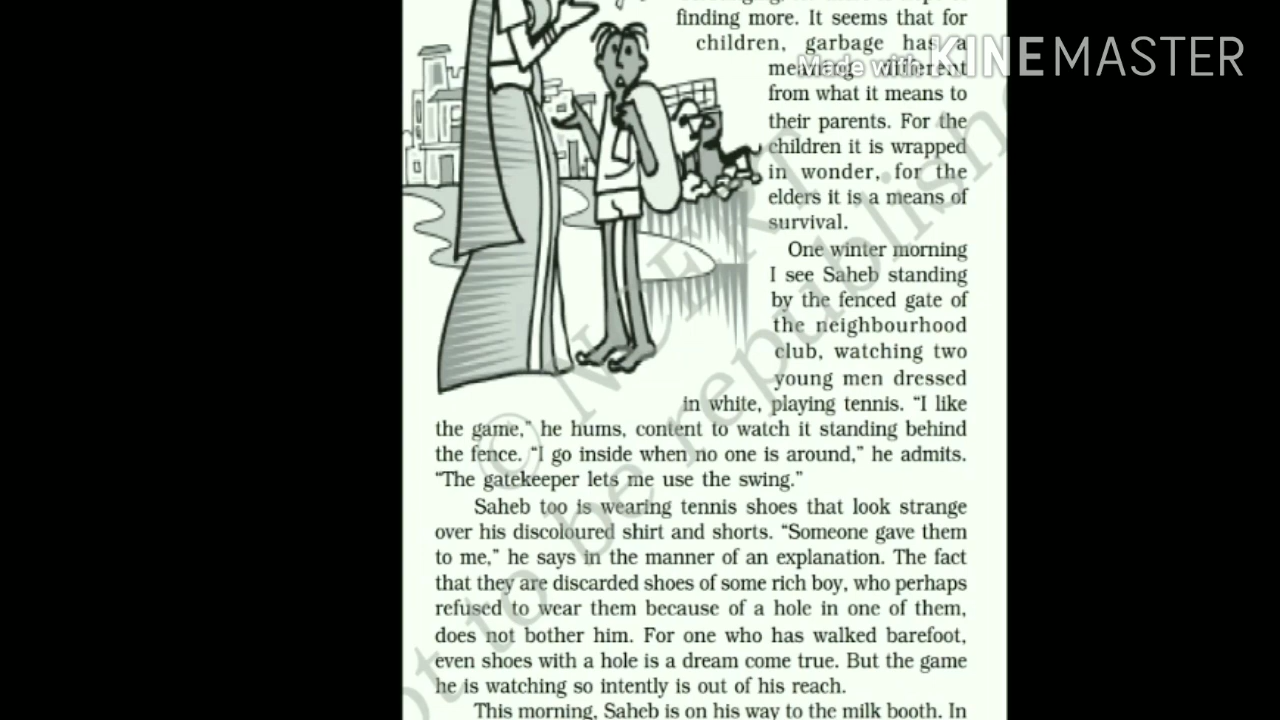 finding more. It seems that for
children, garbage has a
Made with KINEMASTER
meaning different
from what it means to
their parents. For the
children it is wrapped
in wonder, for the
elders it is a means of
survival.
One winter morning
I see Saheb standing
by the fenced gate of
the neighbourhood
club, watching two
young men dressed
in white, playing tennis. “I like
the game,” he hums, content to watch it standing behind
the fence. “I go inside when no one is around,” he admits.
“The gatekeeper lets me use the swing.”
Saheb too is wearing tennis shoes that look strange
over his discoloured shirt and shorts. “Someone gave them
to me,” he says in the manner of an explanation. The fact
that they are discarded shoes of some rich boy, who perhaps
refused to wear them because of a hole in one of them,
does not bother him. For one who has walked barefoot,
even shoes with a hole is a dream come true. But the game
he is watching so intently is out of his reach.
This morning, Saheb is on his way to the milk booth. In
© NCERT
not to be republished